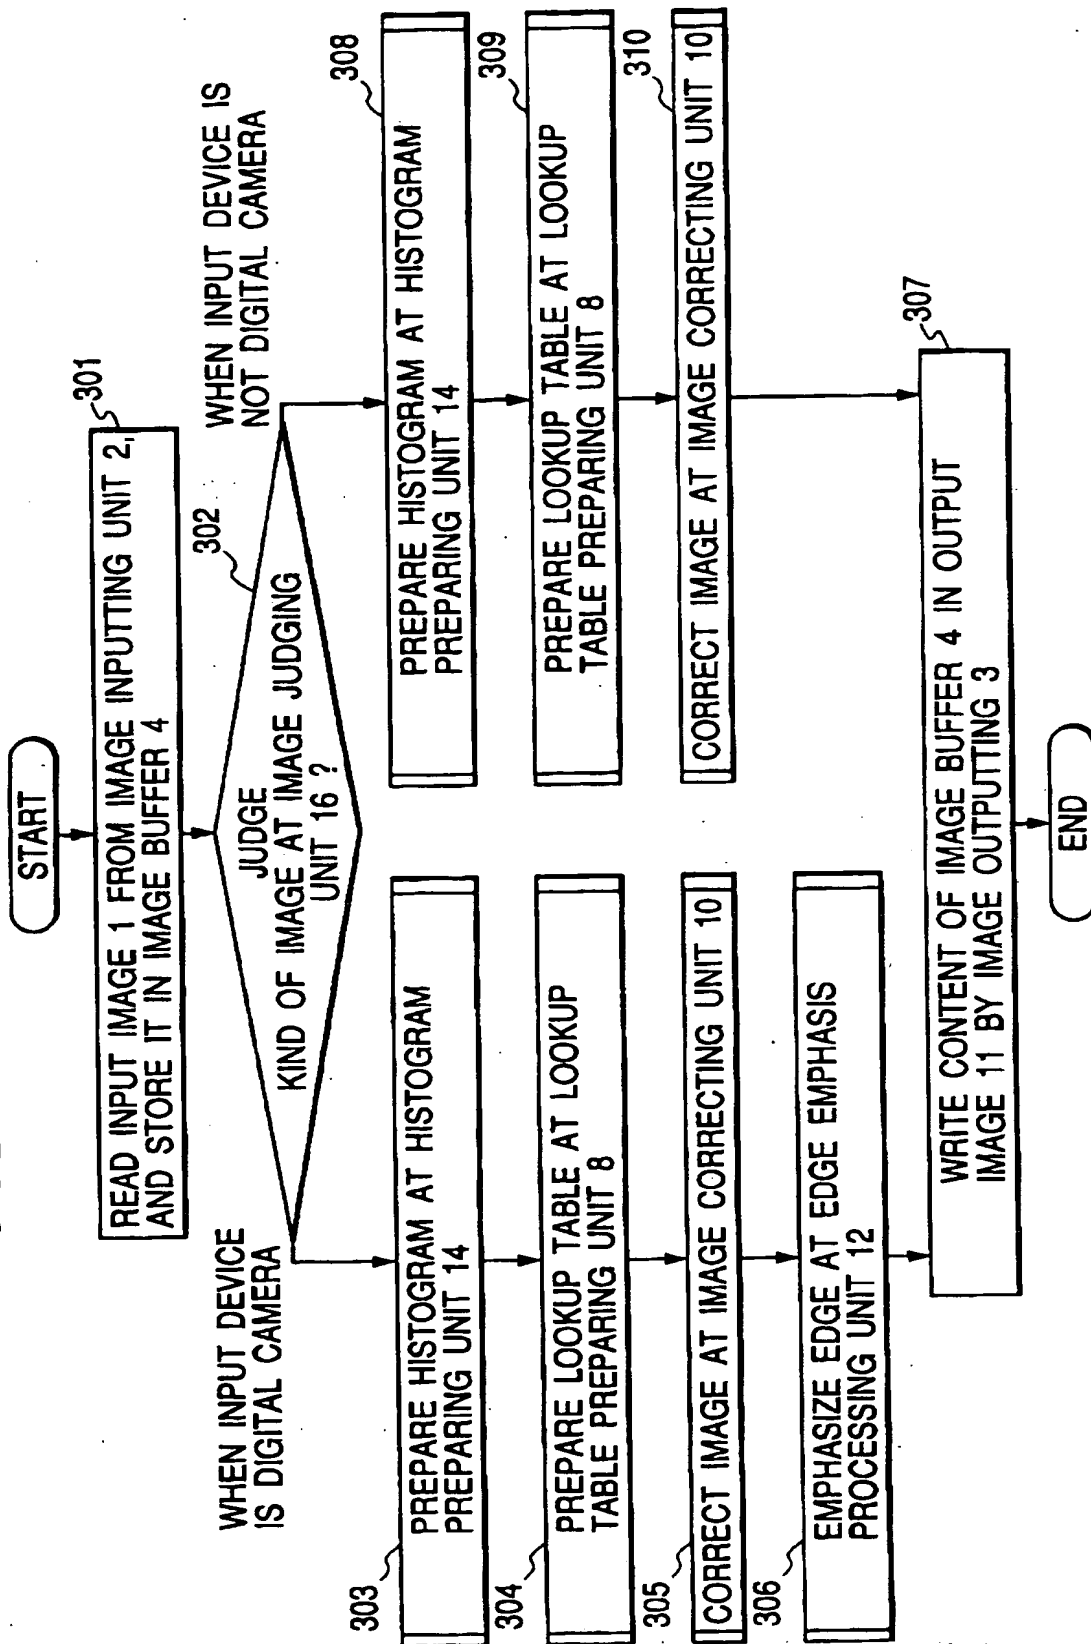 START
301
READ INPUT IMAGE 1 FROM IMAGE INPUTTING UNIT 2,
AND STORE IT IN IMAGE BUFFER 4
302
JUDGE
KIND OF IMAGE AT IMAGE JUDGING
UNIT 16 ?
WHEN INPUT DEVICE
IS DIGITAL CAMERA
303
PREPARE HISTOGRAM AT HISTOGRAM
PREPARING UNIT 14
304
PREPARE LOOKUP TABLE AT LOOKUP
TABLE PREPARING UNIT 8
305
CORRECT IMAGE AT IMAGE CORRECTING UNIT 10
306
EMPHASIZE EDGE AT EDGE EMPHASIS
PROCESSING UNIT 12
WHEN INPUT DEVICE IS
NOT DIGITAL CAMERA
308
PREPARE HISTOGRAM AT HISTOGRAM
PREPARING UNIT 14
309
PREPARE LOOKUP TABLE AT LOOKUP
TABLE PREPARING UNIT 8
310
CORRECT IMAGE AT IMAGE CORRECTING UNIT 10
307
WRITE CONTENT OF IMAGE BUFFER 4 IN OUTPUT
IMAGE 11 BY IMAGE OUTPUTTING 3
END